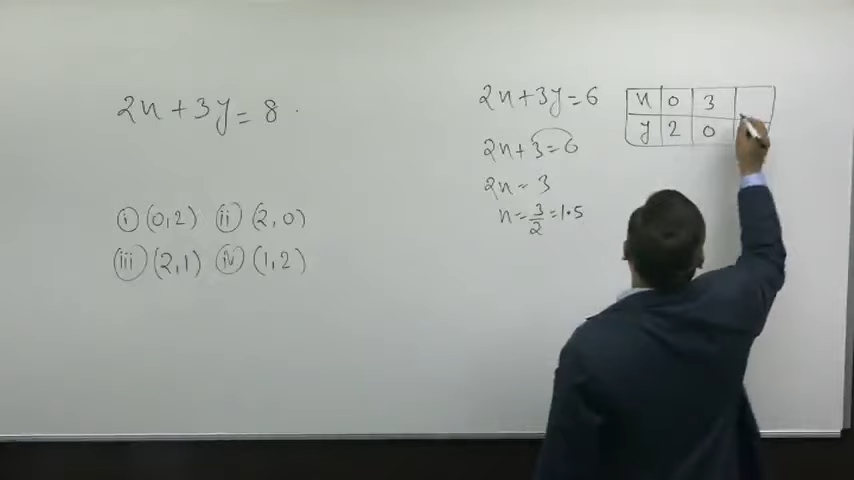 2x + 3y = 8
(i) (0,2) (ii) (2,0)
(iii) (2,1) (iv) (1,2)
2x + 3y = 6
2x + 3 = 6
2x = 3
x = 3/2 = 1.5
x 0 3
y 2 0